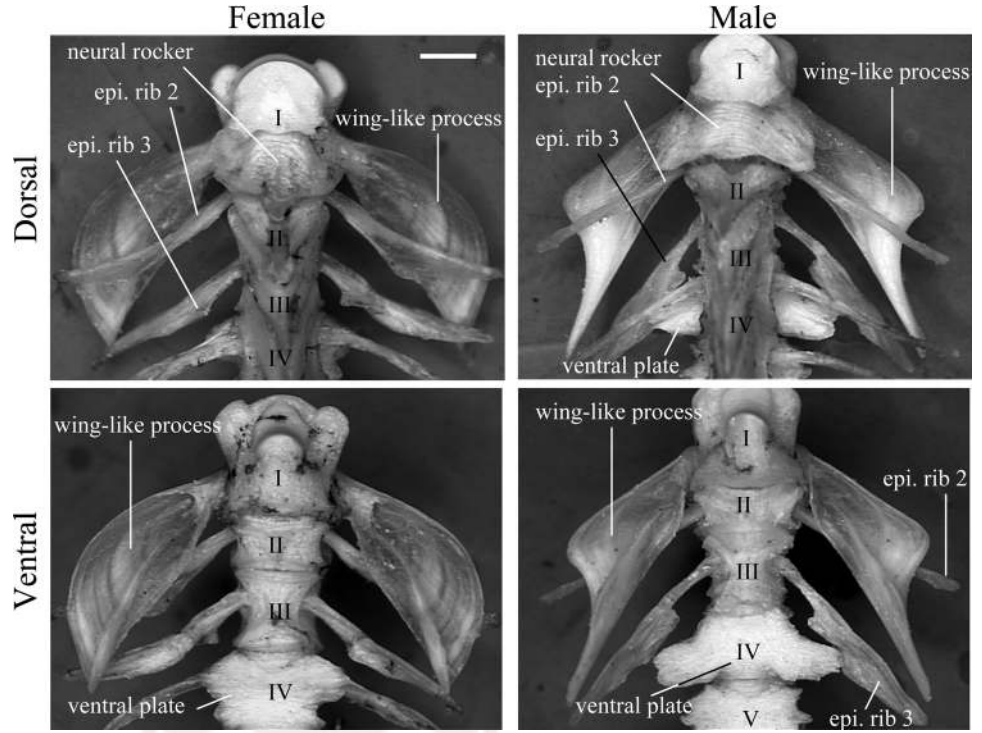 Female
Male
Dorsal
Ventral
neural rocker
epi. rib 2
epi. rib 3
wing-like process
I
II
III
IV
neural rocker
epi. rib 2
epi. rib 3
wing-like process
ventral plate
I
II
III
IV
wing-like process
ventral plate
I
II
III
IV
wing-like process
epi. rib 2
ventral plate
epi. rib 3
I
II
III
IV
V